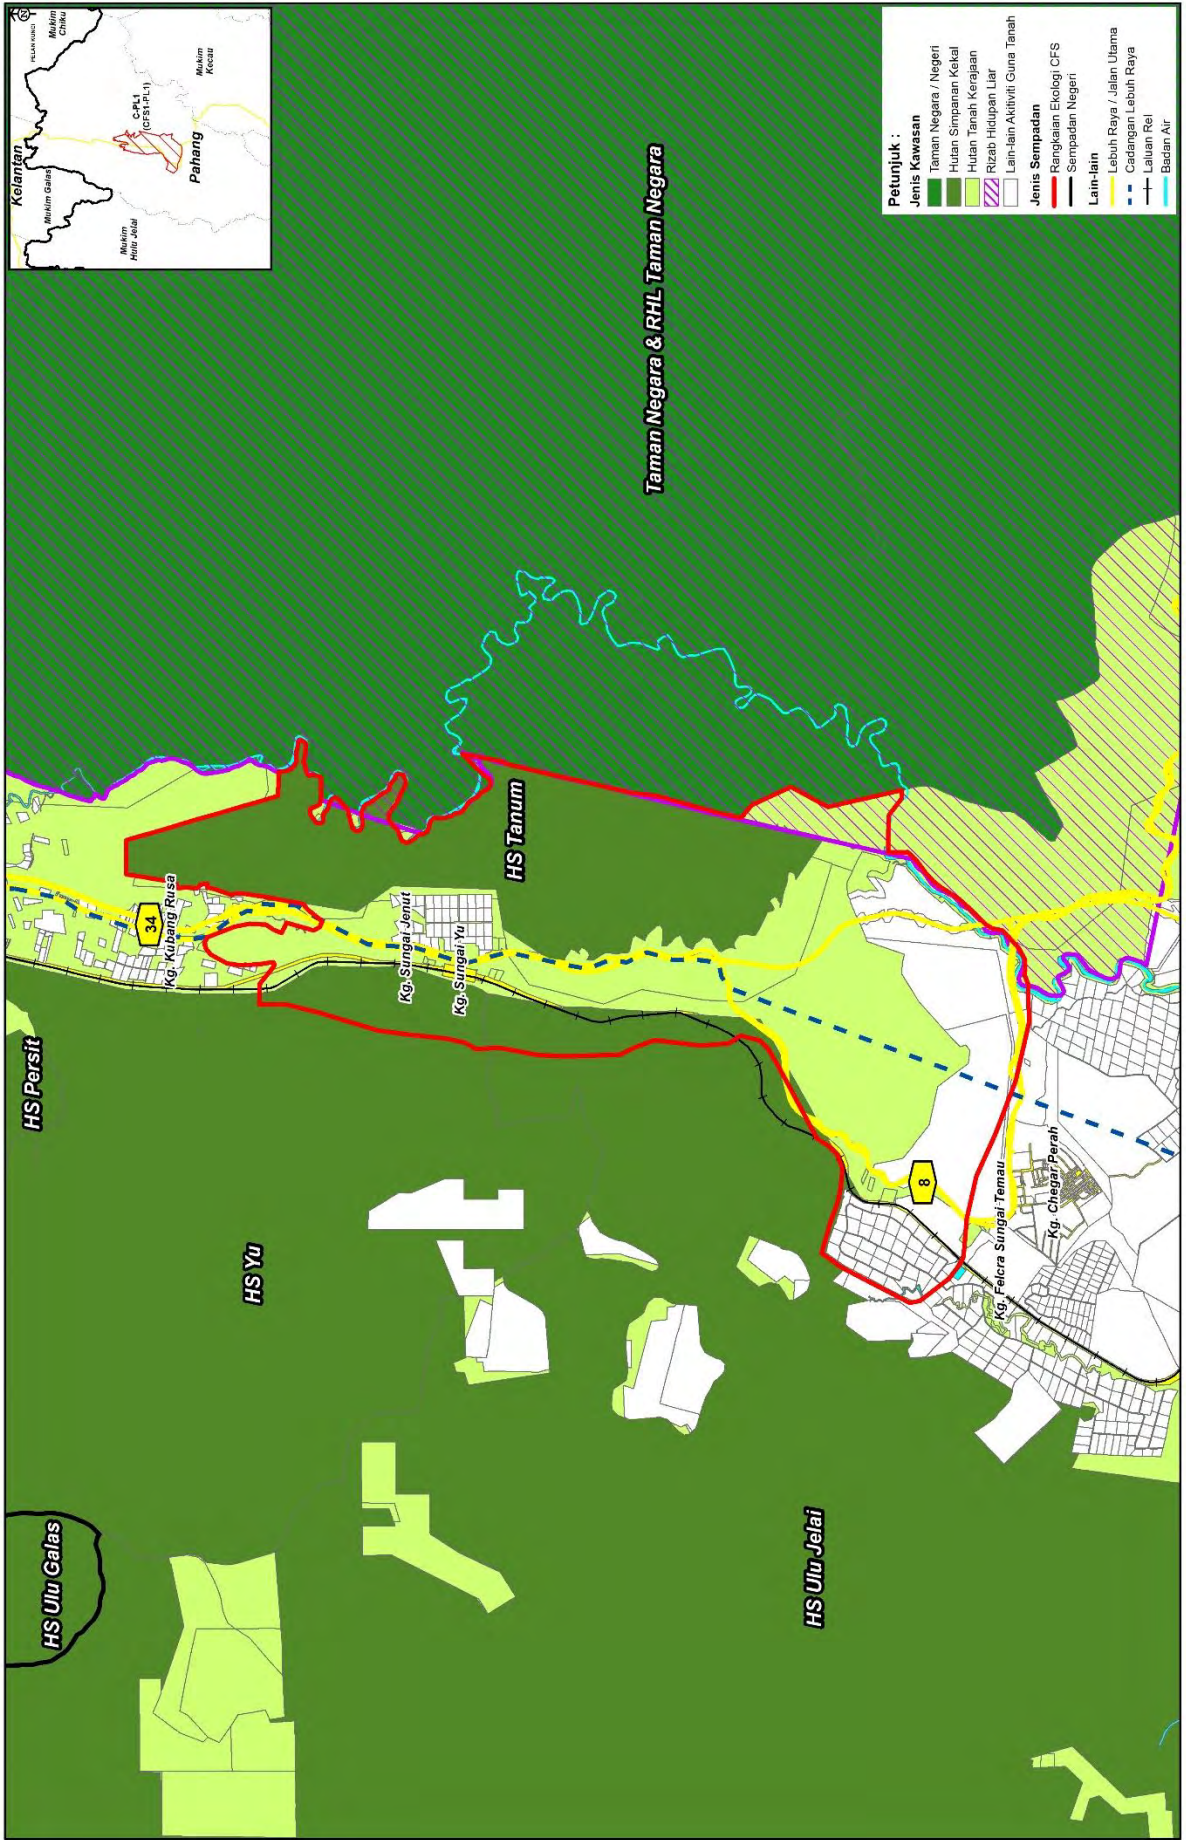 Kelantan
Mukim Galas
PELAN KUNCI
Mukim
Chiku
Mukim
Hulu Jelai
C-PL1
(CFS1-PL1)
Pahang
Mukim
Kecau
N
HS Ulu Galas
HS Persit
HS Yu
34
Kg. Kubang Rusa
Kg. Sungai Jenut
Kg. Sungai Yu
HS Tanum
Taman Negara & RHL Taman Negara
HS Ulu Jelai
8
Kg. Felcra Sungai Temau
Kg. Chegar Perah
Petunjuk :
Jenis Kawasan
Taman Negara / Negeri
Hutan Simpanan Kekal
Hutan Tanah Kerajaan
Rizab Hidupan Liar
Lain-lain Akitiviti Guna Tanah
Jenis Sempadan
Rangkaian Ekologi CFS
Sempadan Negeri
Lain-lain
Lebuh Raya / Jalan Utama
Cadangan Lebuh Raya
Laluan Rel
Badan Air